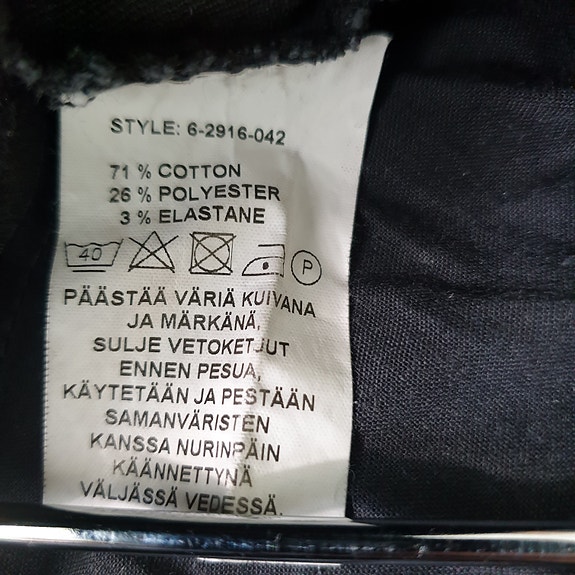 STYLE: 6-2916-042
71 % COTTON
26 % POLYESTER
3 % ELASTANE
40 P
PÄÄSTÄÄ VÄRIÄ KUIVANA
JA MÄRKÄNÄ,
SULJE VETOKETJUT
ENNEN PESUA,
KÄYTETÄÄN JA PESTÄÄN
SAMANVÄRISTEN
KANSSA NURINPÄIN
KÄÄNNETTYNÄ
VÄLJÄSSÄ VEDESSÄ.